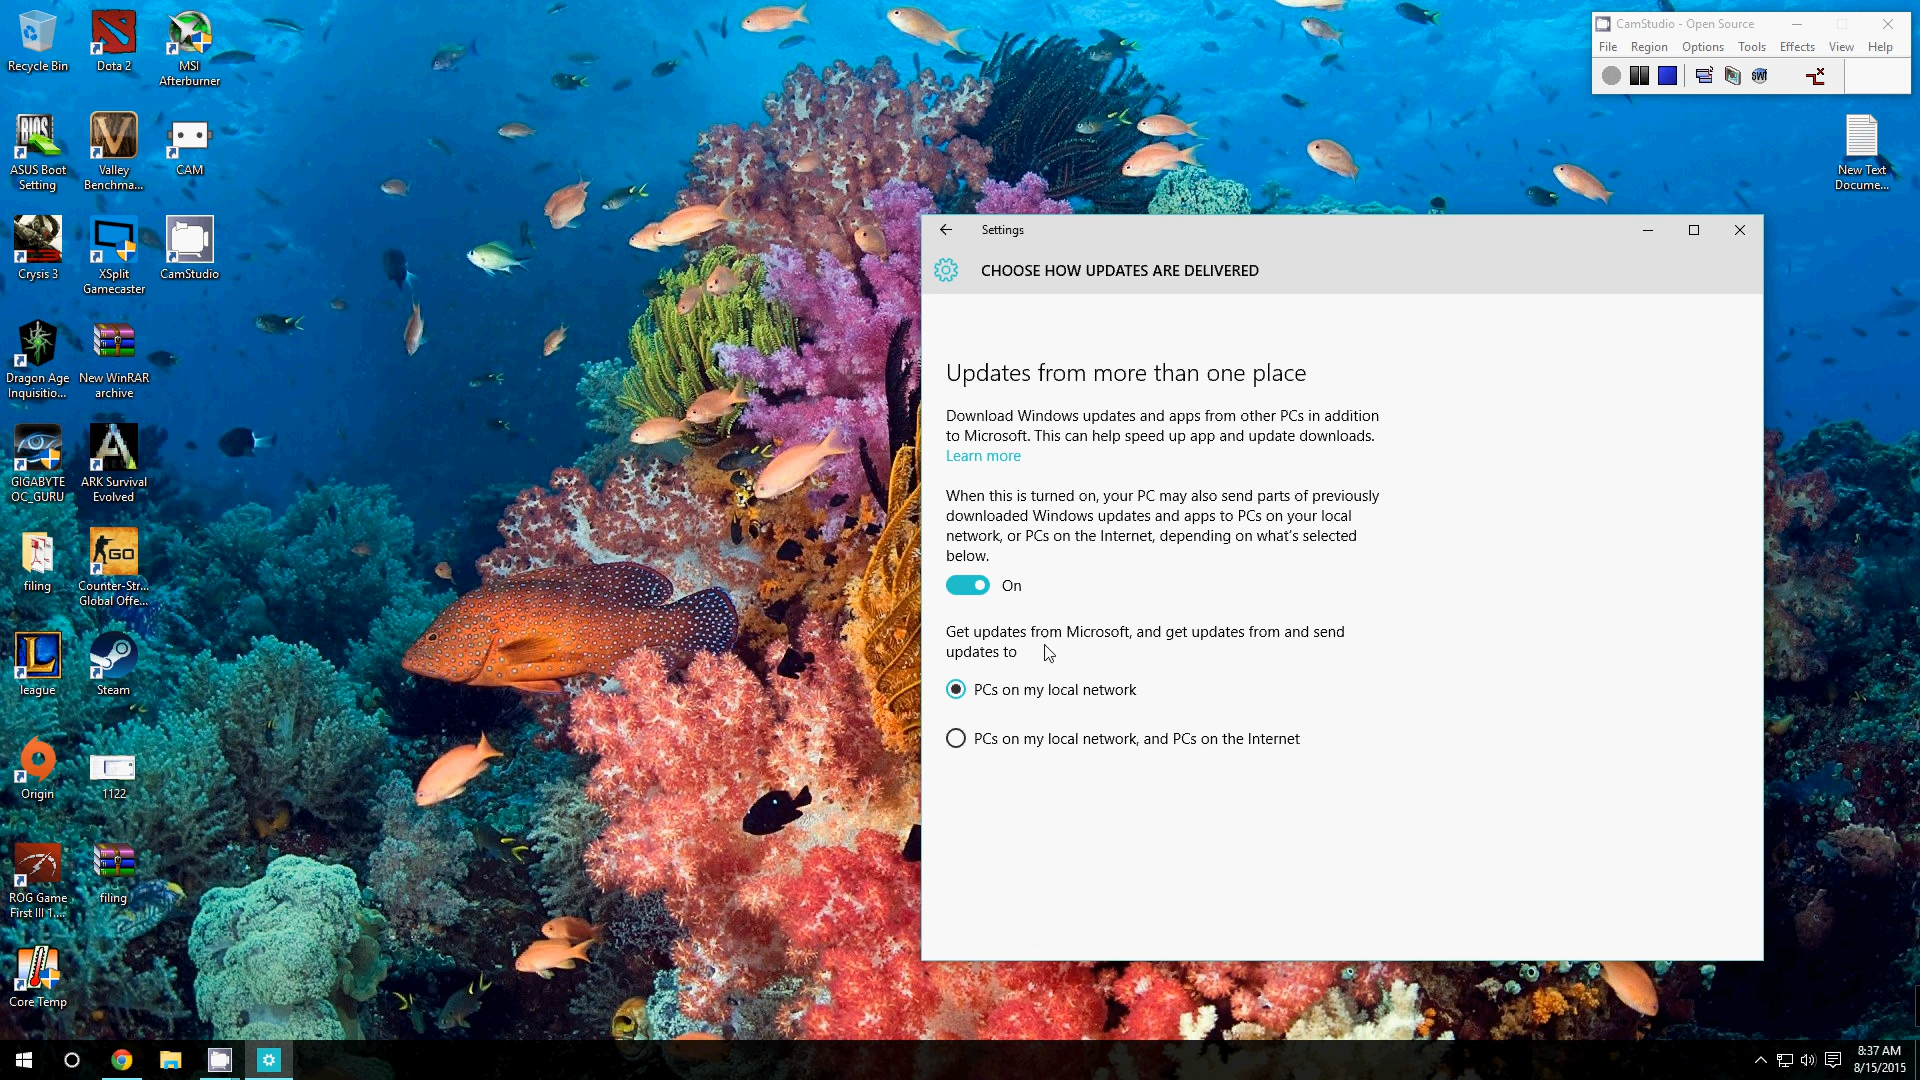 Recycle Bin
Dota 2
MSI
Afterburner
ASUS Boot
Setting
BIOS
Valley
Benchma...
CAM
Crysis 3
XSplit
Gamecaster
CamStudio
Dragon Age
Inquisitio...
New WinRAR
archive
GIGABYTE
OC_GURU
ARK Survival
Evolved
filing
GO
Counter-Str...
Global Offe...
league
Steam
Origin
1122
ROG Game
First III 1....
filing
Core Temp
CamStudio - Open Source
File Region Options Tools Effects View Help
SWf
New Text
Docume...
Settings
CHOOSE HOW UPDATES ARE DELIVERED
Updates from more than one place
Download Windows updates and apps from other PCs in addition
to Microsoft. This can help speed up app and update downloads.
Learn more
When this is turned on, your PC may also send parts of previously
downloaded Windows updates and apps to PCs on your local
network, or PCs on the Internet, depending on what's selected
below.
On
Get updates from Microsoft, and get updates from and send
updates to
PCs on my local network
PCs on my local network, and PCs on the Internet
8:37 AM
8/15/2015